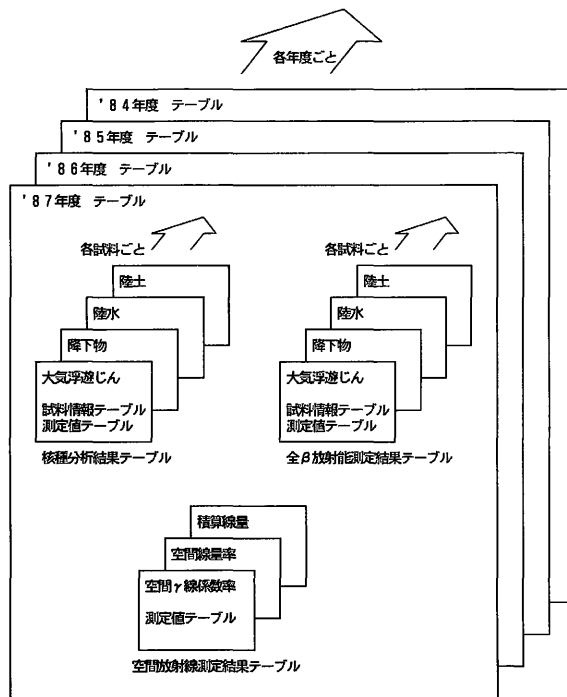 各年度ごと
'84年度 テーブル
'85年度 テーブル
'86年度 テーブル
'87年度 テーブル
各試料ごと
陸土
陸水
降下物
大気浮遊じん
試料情報テーブル
測定値テーブル
核種分析結果テーブル
各試料ごと
陸土
陸水
降下物
大気浮遊じん
試料情報テーブル
測定値テーブル
全β放射能測定結果テーブル
積算線量
空間線量率
空間γ線係数率
測定値テーブル
空間放射線測定結果テーブル